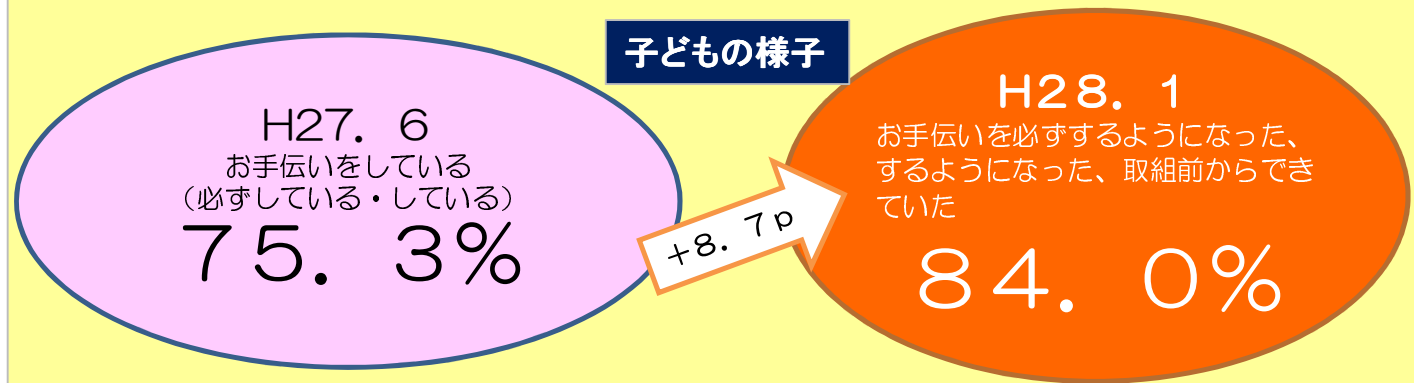 子どもの様子
H27．6
お手伝いをしている
（必ずしている・している）
75．3％
+8．7p
H28．1
お手伝いを必ずするようになった、
するようになった、取組前からでき
ていた
84．0％